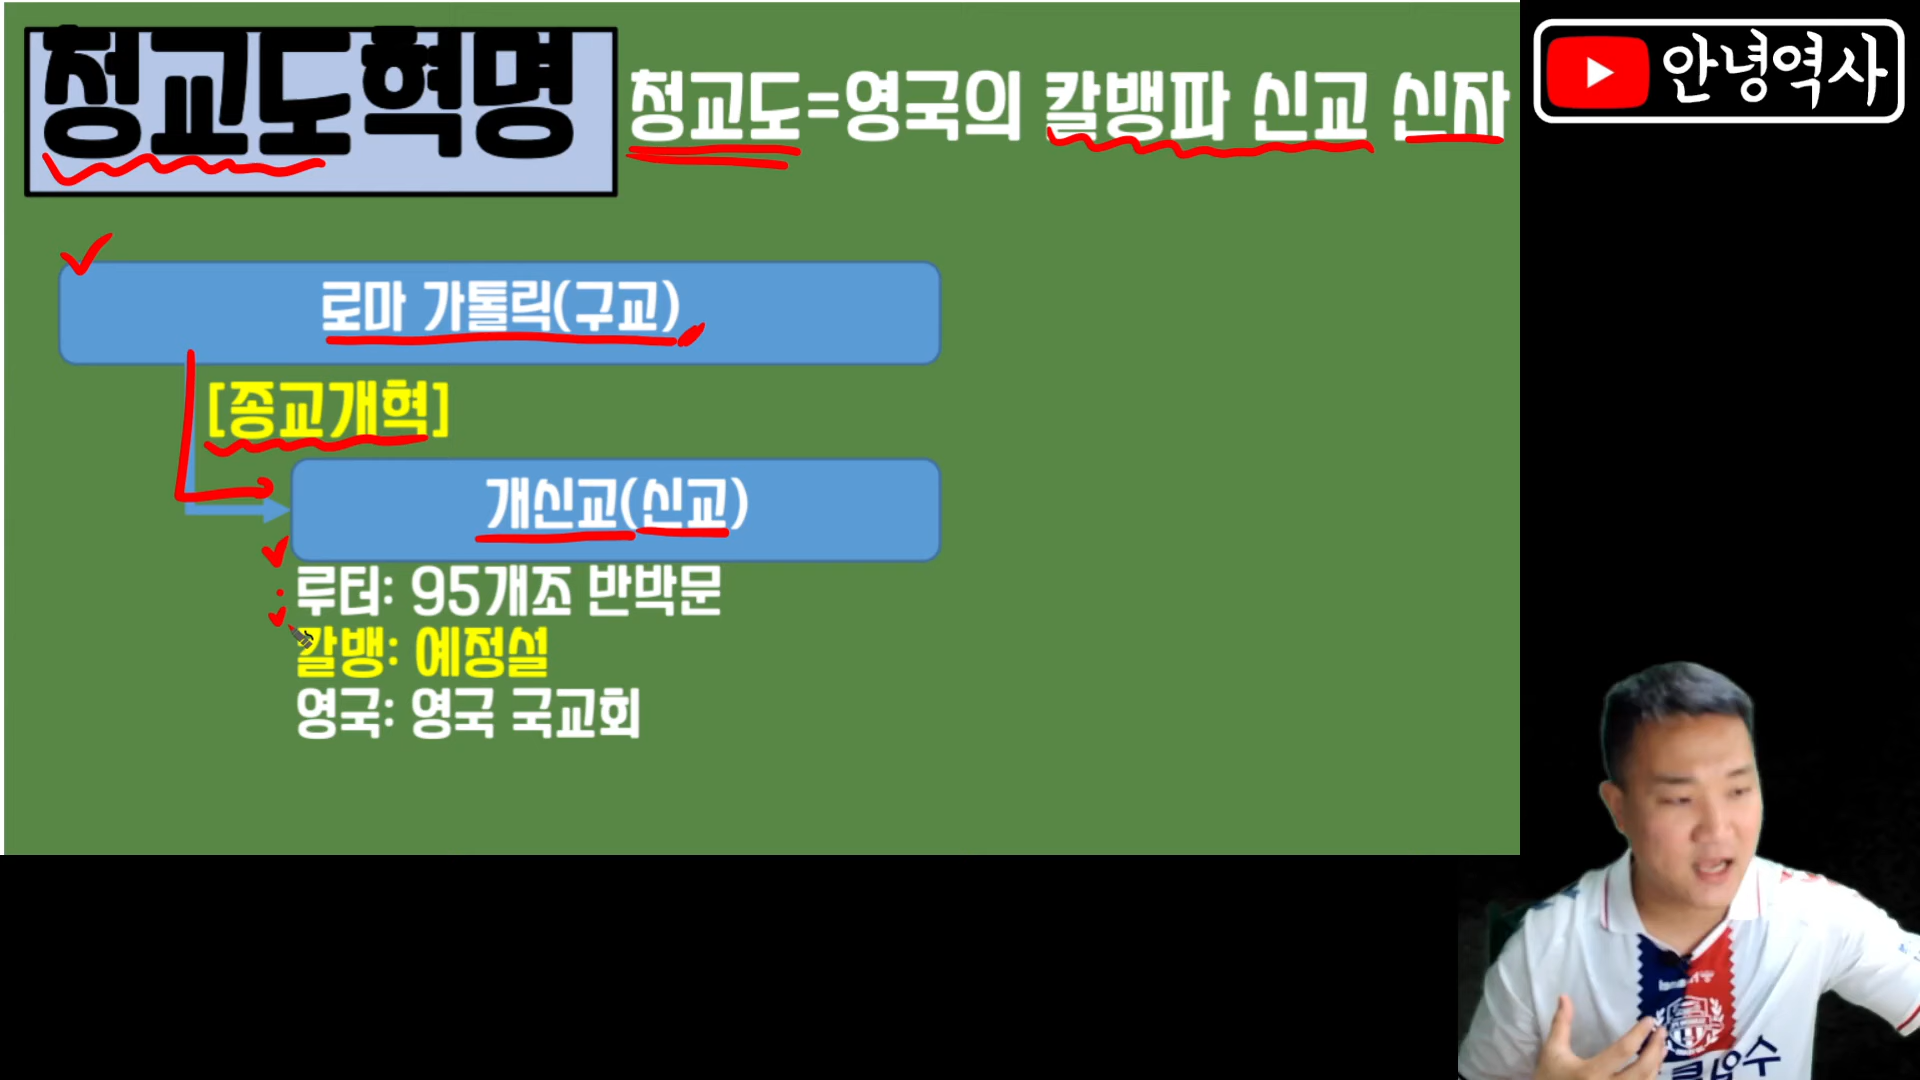 청교도혁명
청교도=영국의 칼뱅파 신교 신자
안녕역사
로마 가톨릭(구교)
[종교개혁]
개신교(신교)
루터: 95개조 반박문
칼뱅: 예정설
영국: 영국 국교회